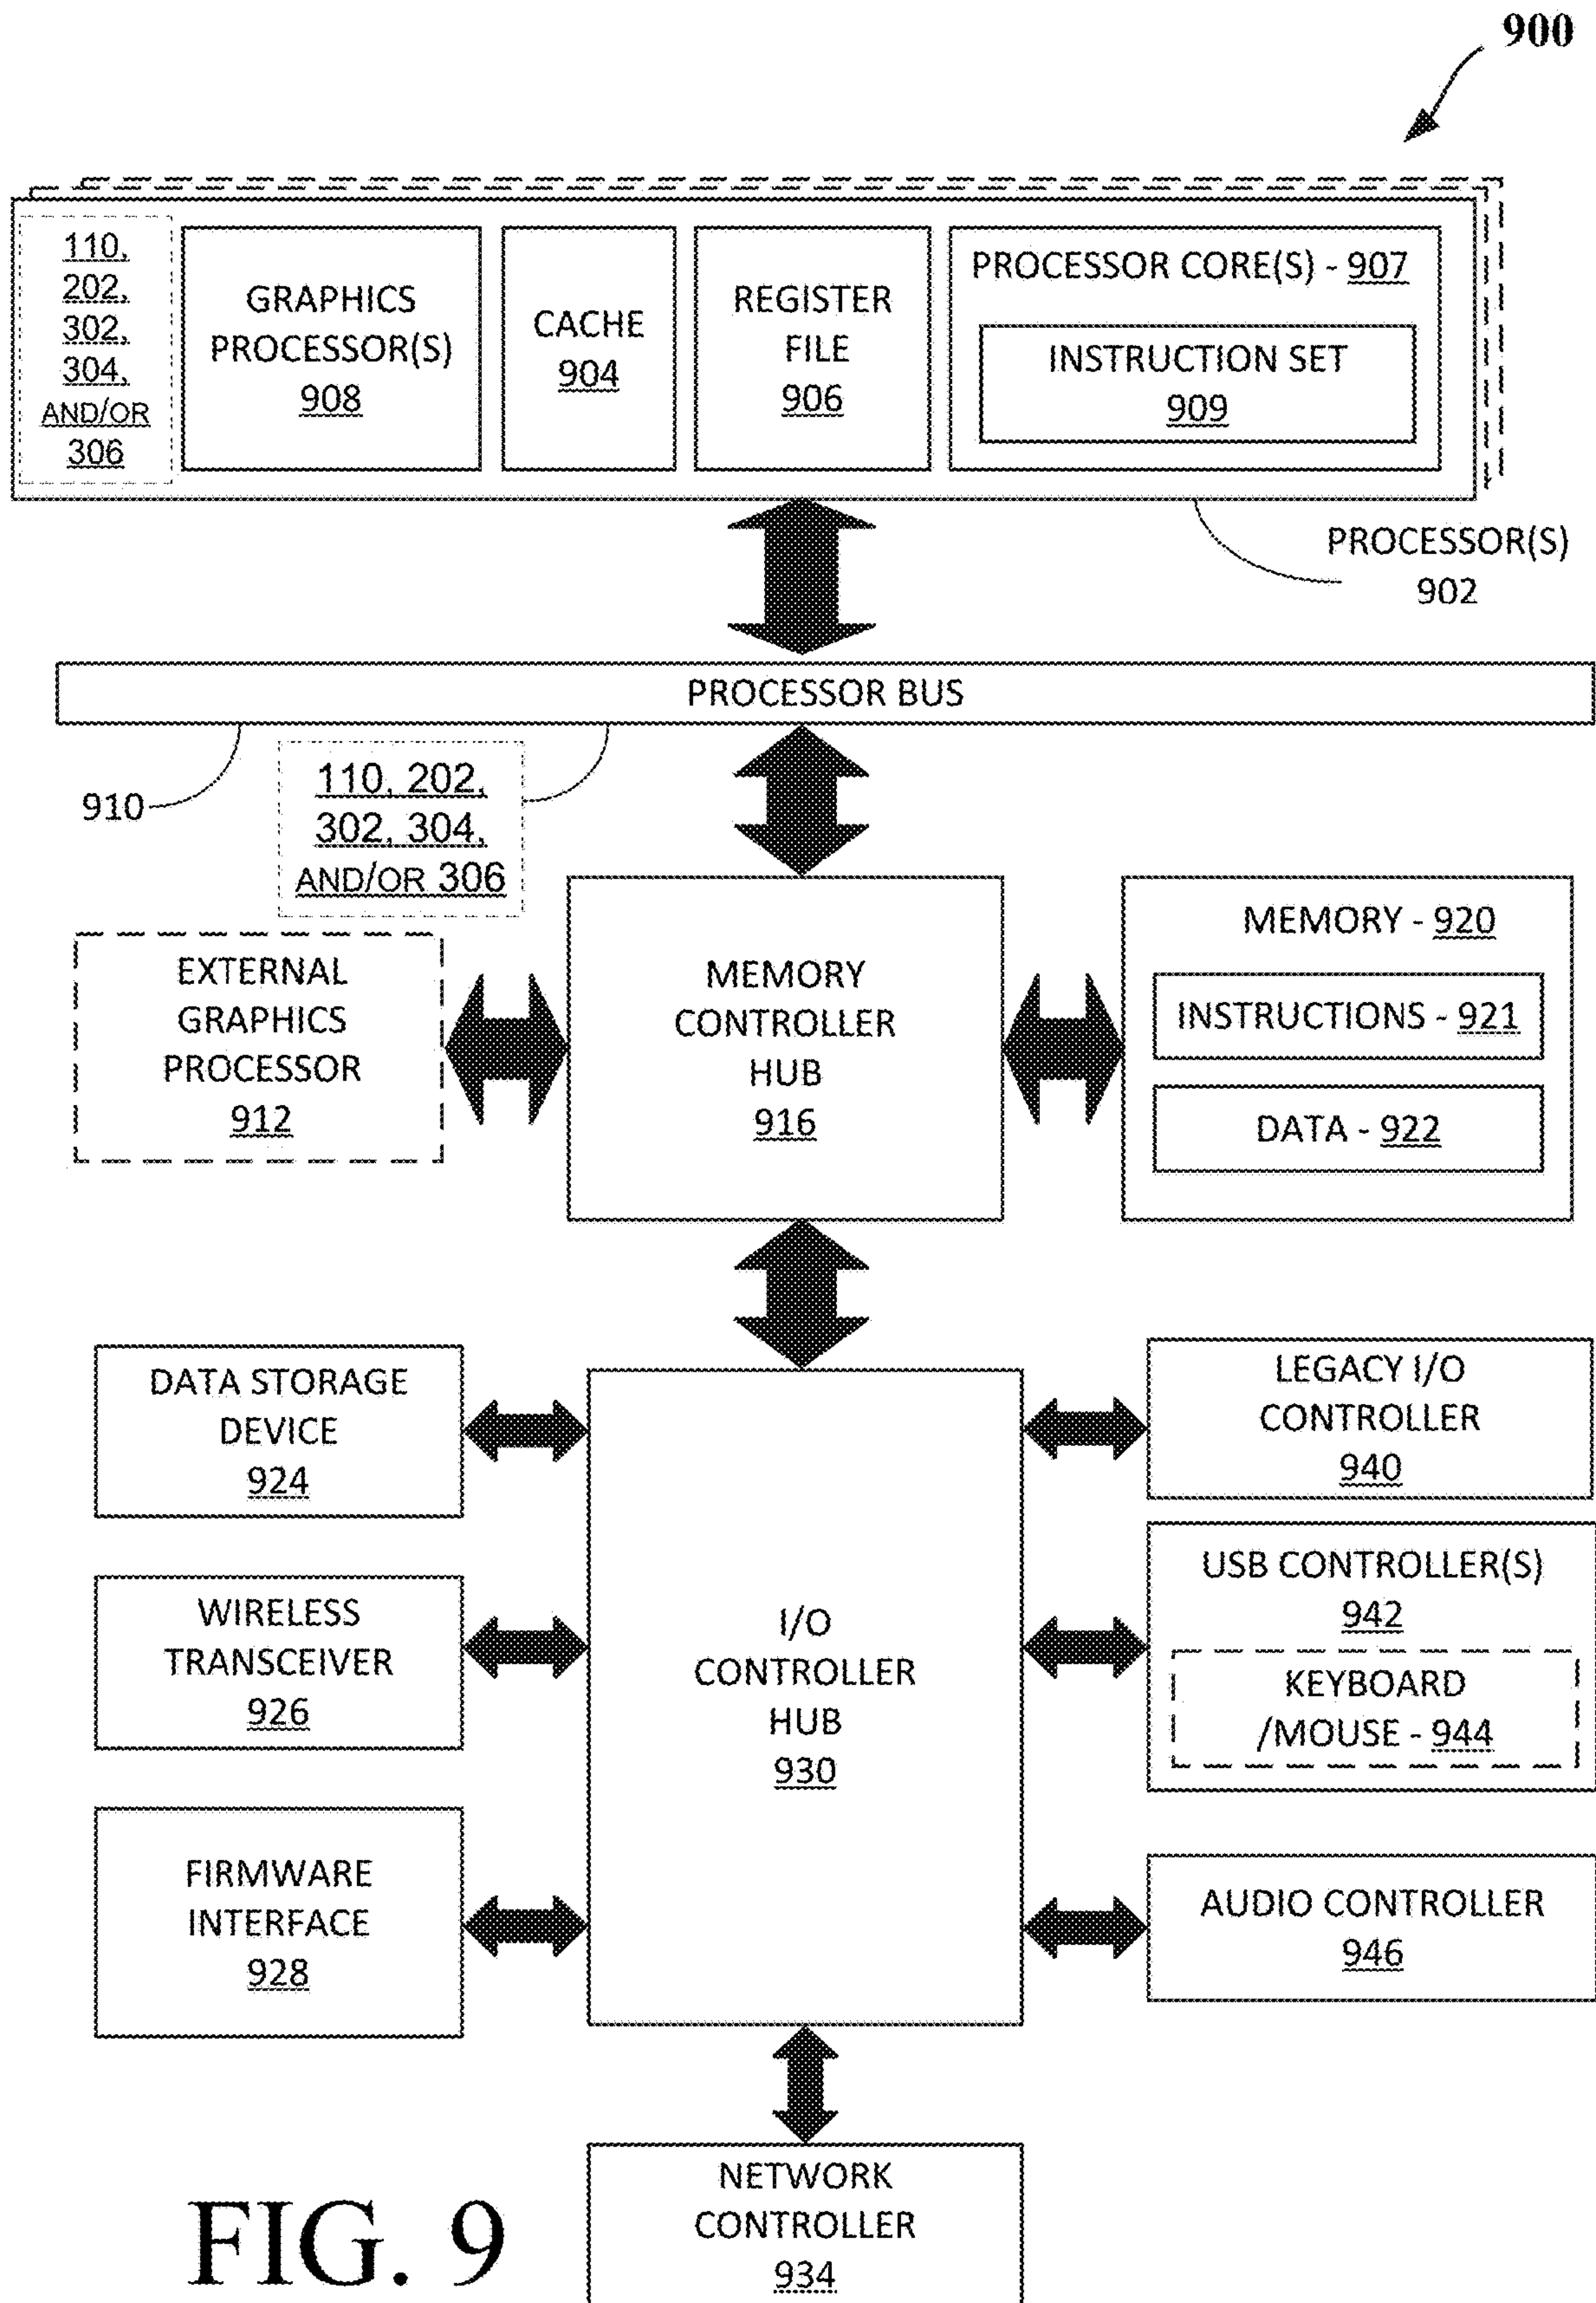 900
110,
202,
302,
304,
AND/OR
306
GRAPHICS
PROCESSOR(S)
908
CACHE
904
REGISTER
FILE
906
PROCESSOR CORE(S) - 907
INSTRUCTION SET
909
PROCESSOR(S)
902
PROCESSOR BUS
910
110, 202,
302, 304,
AND/OR 306
EXTERNAL
GRAPHICS
PROCESSOR
912
MEMORY
CONTROLLER
HUB
916
MEMORY - 920
INSTRUCTIONS - 921
DATA - 922
DATA STORAGE
DEVICE
924
WIRELESS
TRANSCEIVER
926
FIRMWARE
INTERFACE
928
I/O
CONTROLLER
HUB
930
LEGACY I/O
CONTROLLER
940
USB CONTROLLER(S)
942
KEYBOARD
/MOUSE - 944
AUDIO CONTROLLER
946
NETWORK
CONTROLLER
934
FIG. 9